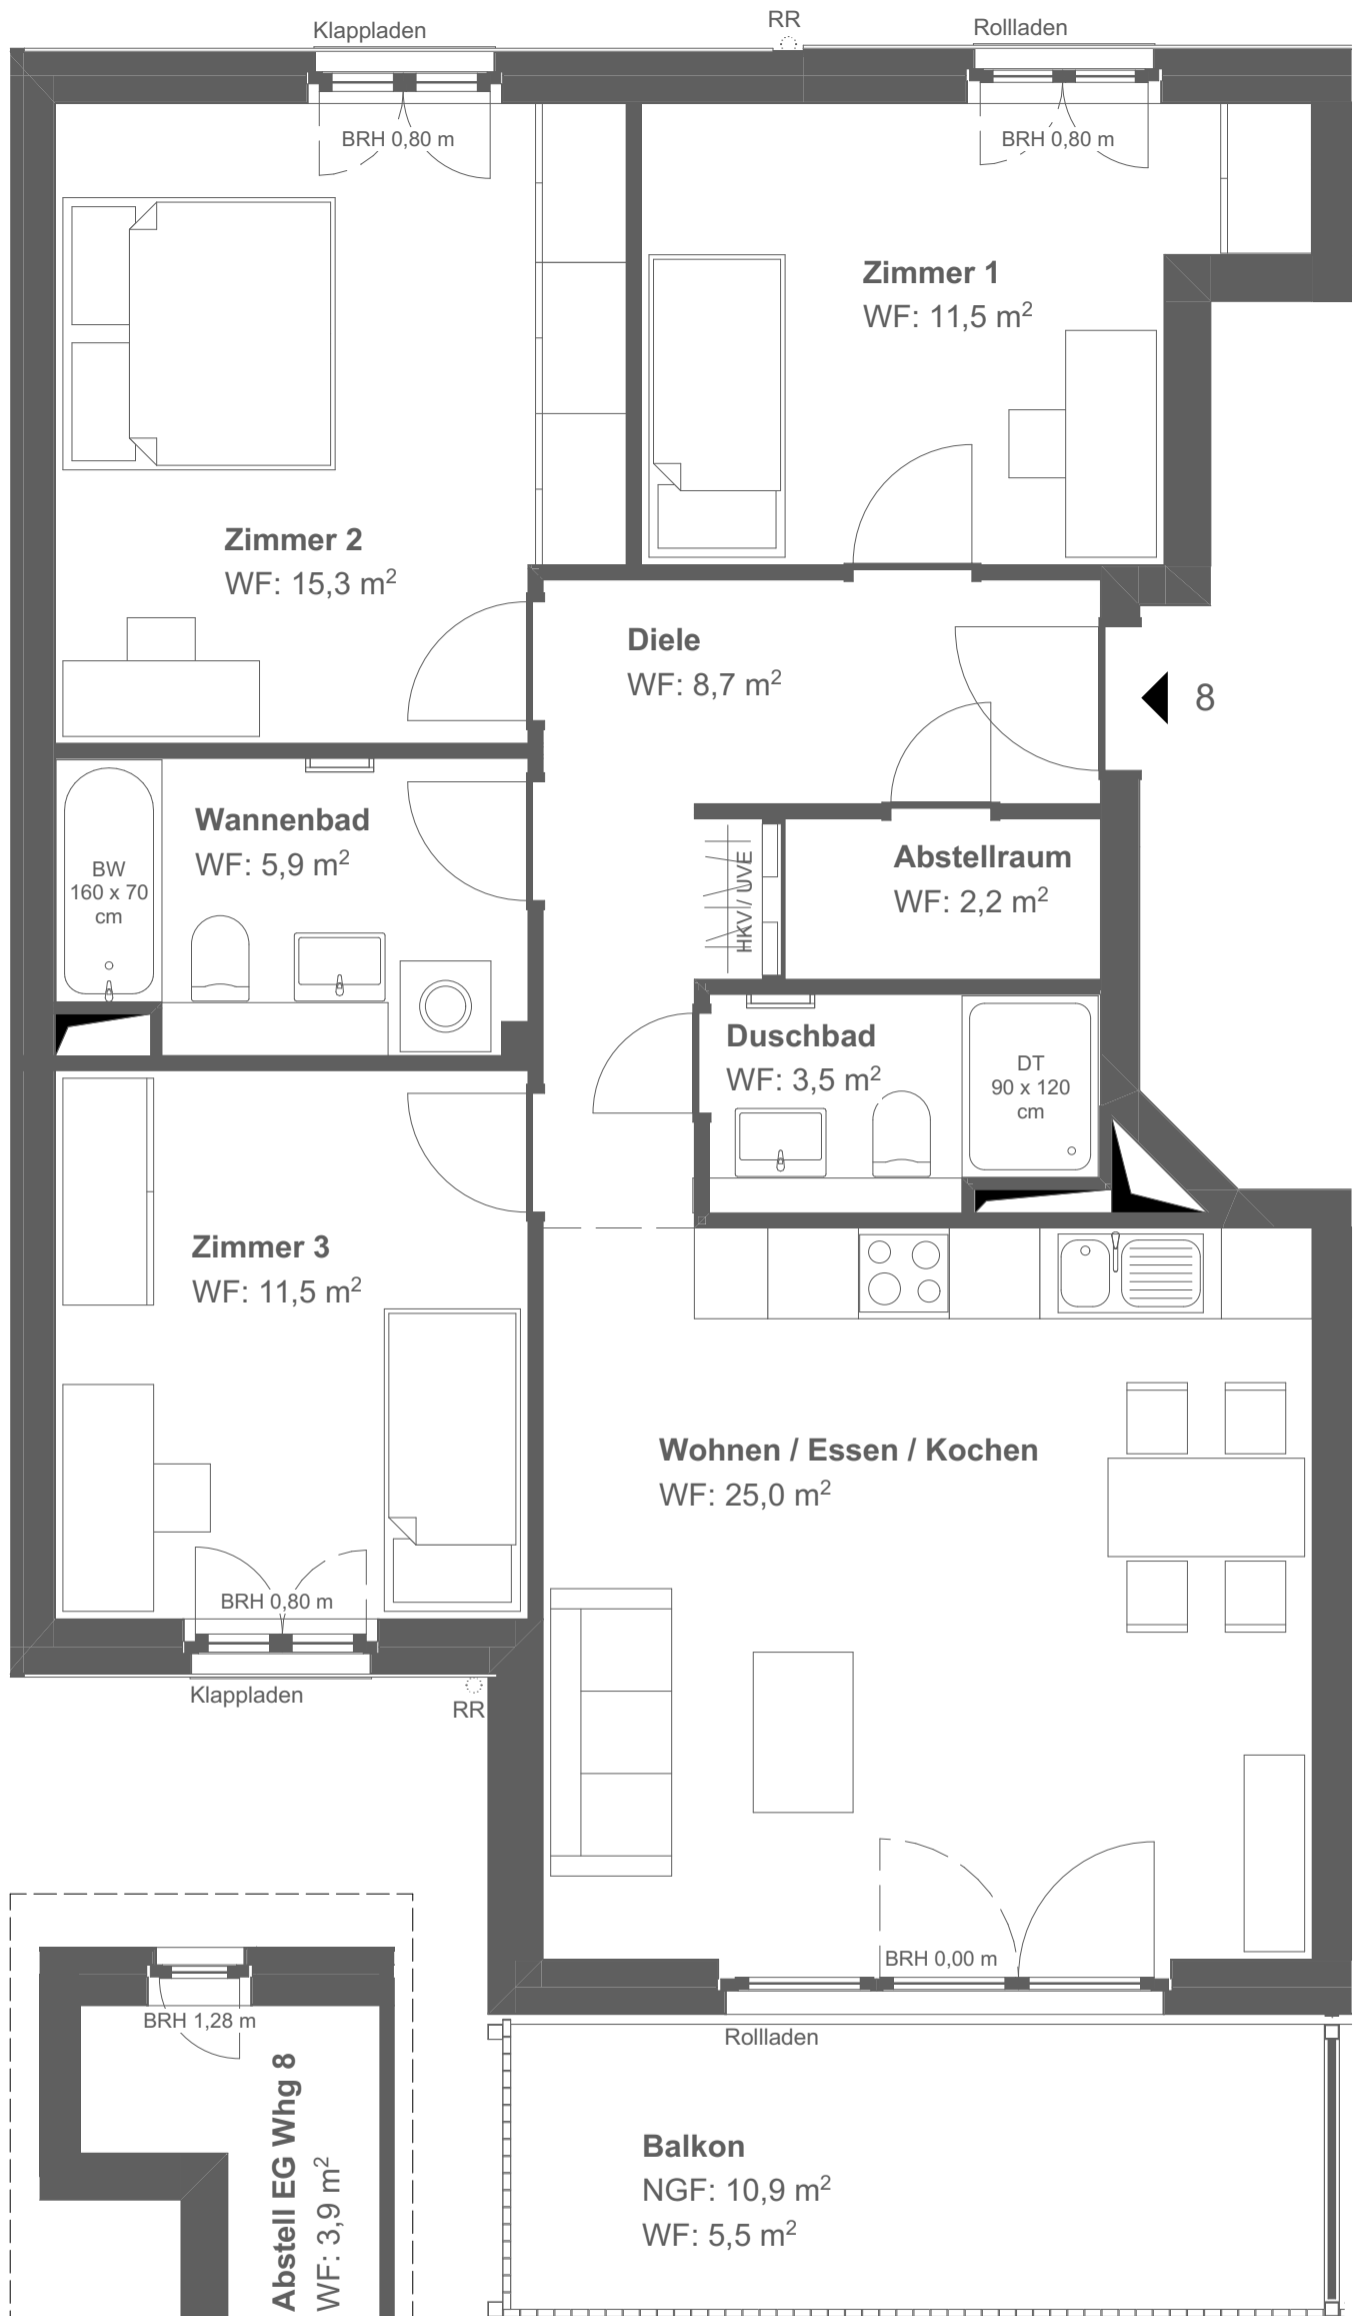 Klappladen
RR
Rollladen
BRH 0,80 m
BRH 0,80 m
Zimmer 1
WF: 11,5 m²
Zimmer 2
WF: 15,3 m²
Diele
WF: 8,7 m²
8
Wannenbad
WF: 5,9 m²
BW
160 x 70
cm
HKV / UVE
Abstellraum
WF: 2,2 m²
Duschbad
WF: 3,5 m²
DT
90 x 120
cm
Zimmer 3
WF: 11,5 m²
Wohnen / Essen / Kochen
WF: 25,0 m²
BRH 0,80 m
Klappladen
RR
BRH 0,00 m
Rollladen
BRH 1,28 m
Abstell EG Whg 8
WF: 3,9 m²
Balkon
NGF: 10,9 m²
WF: 5,5 m²